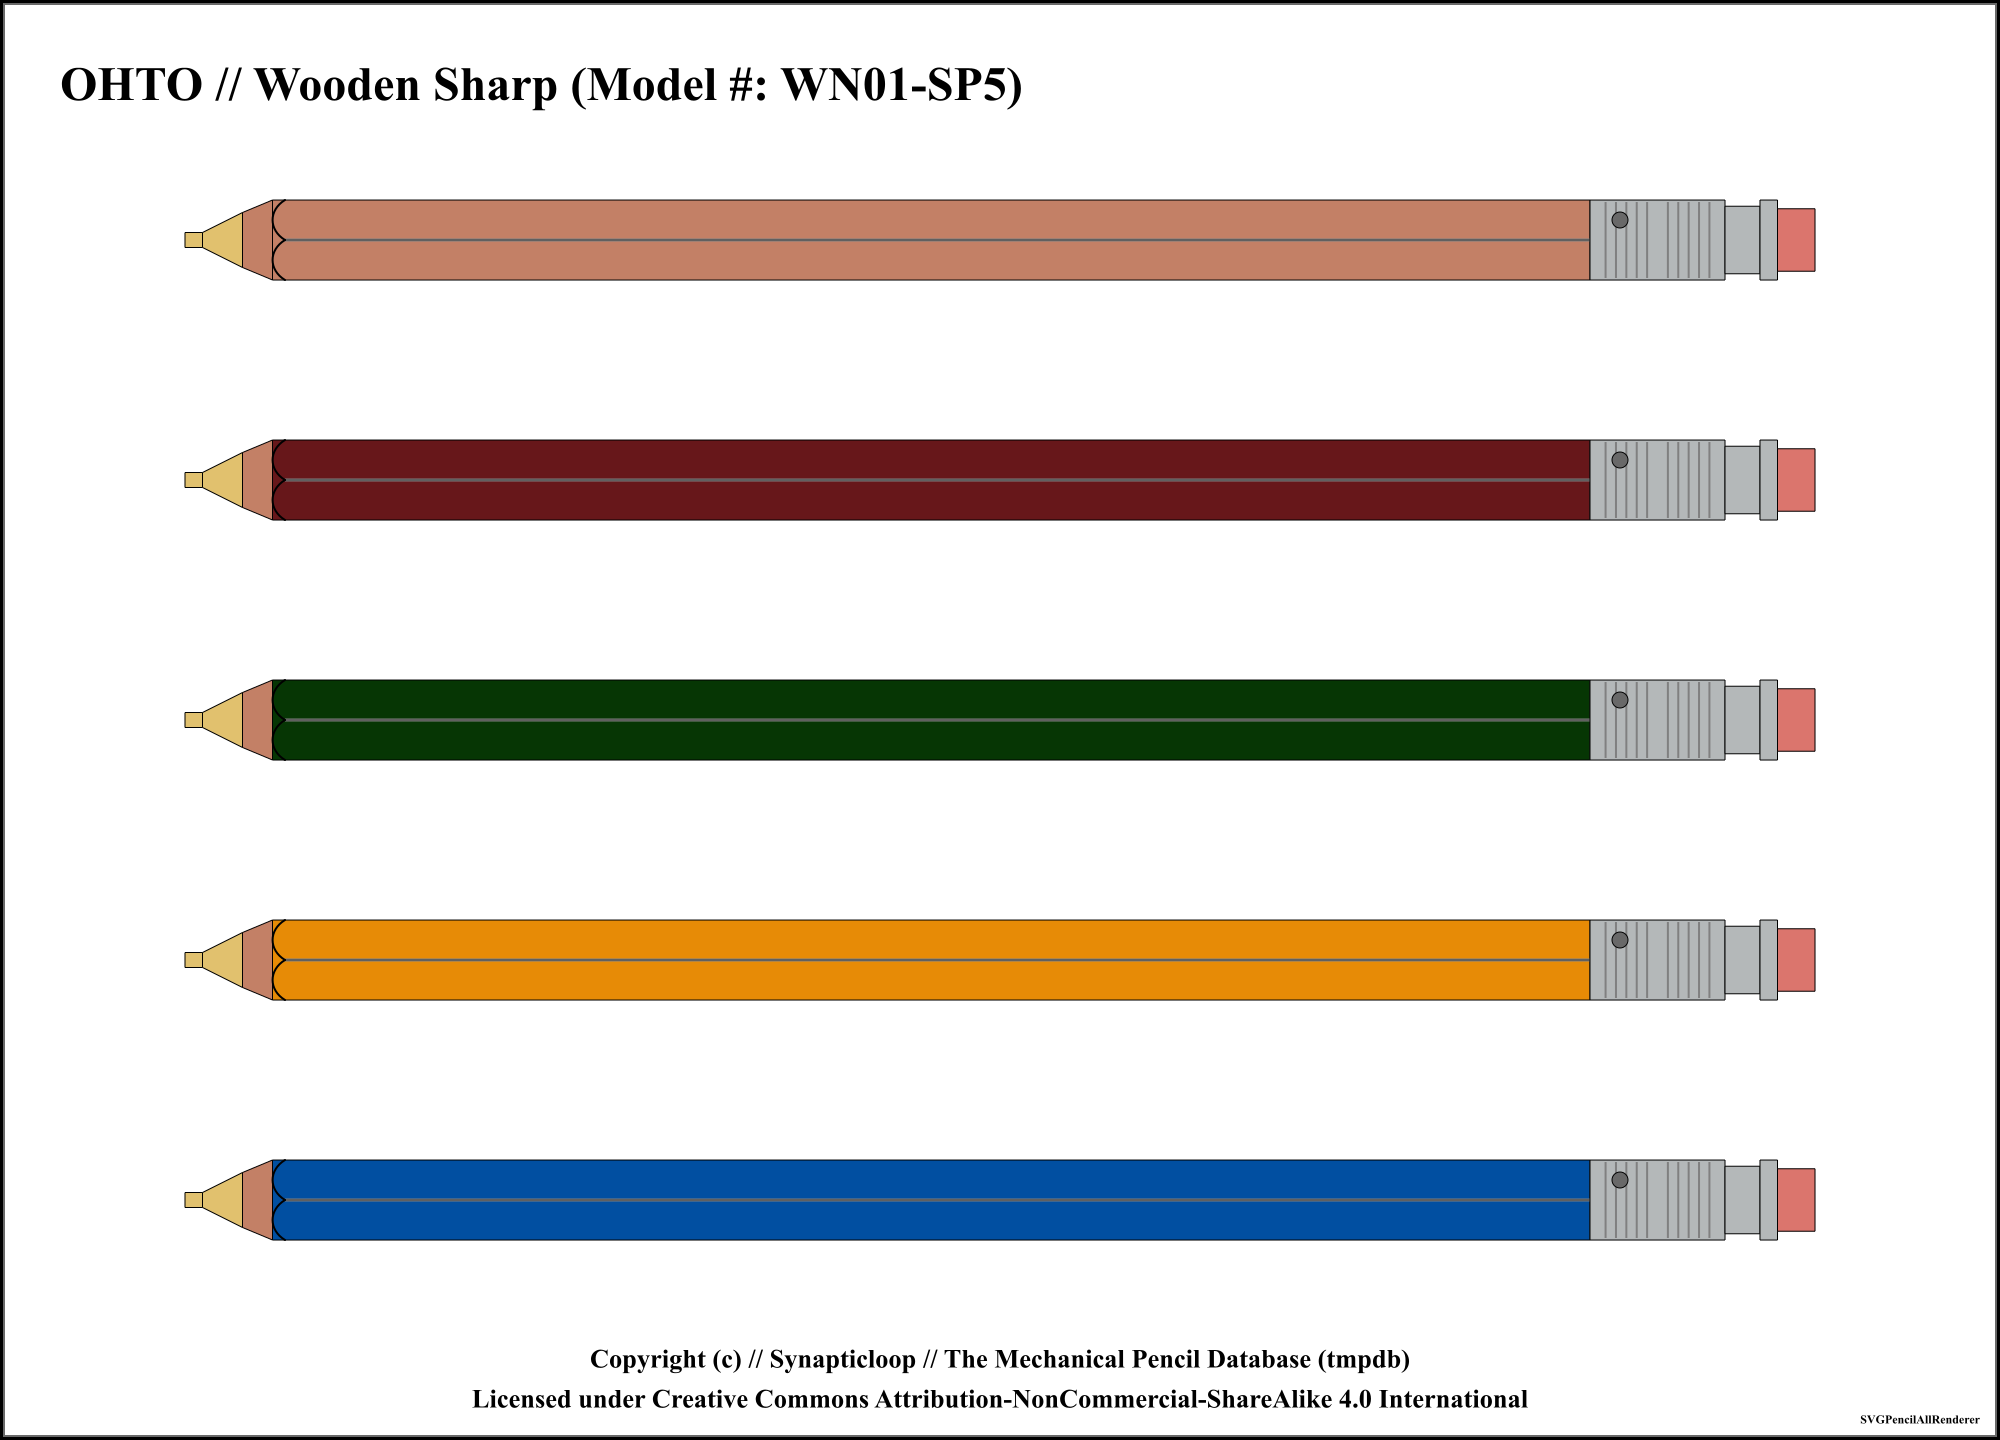 OHTO // Wooden Sharp (Model #: WN01-SP5)
Copyright (c) // Synapticloop // The Mechanical Pencil Database (tmpdb)
Licensed under Creative Commons Attribution-NonCommercial-ShareAlike 4.0 International
SVGPencilAllRenderer